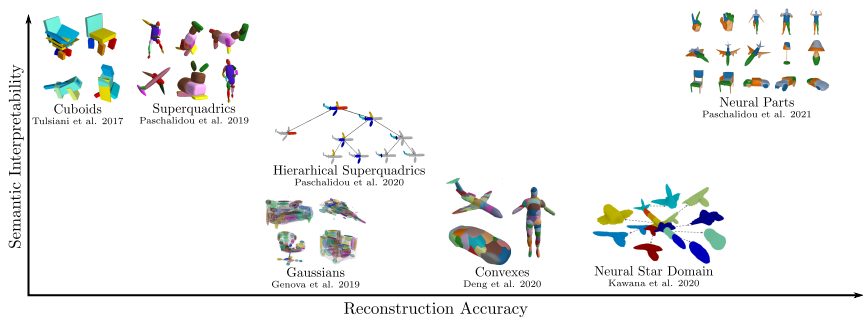 Semantic Interpretability
Cuboids
Tulsiani et al. 2017
Superquadrics
Paschalidou et al. 2019
Neural Parts
Paschalidou et al. 2021
Hierarhical Superquadrics
Paschalidou et al. 2020
Gaussians
Genova et al. 2019
Convexes
Deng et al. 2020
Neural Star Domain
Kawana et al. 2020
Reconstruction Accuracy